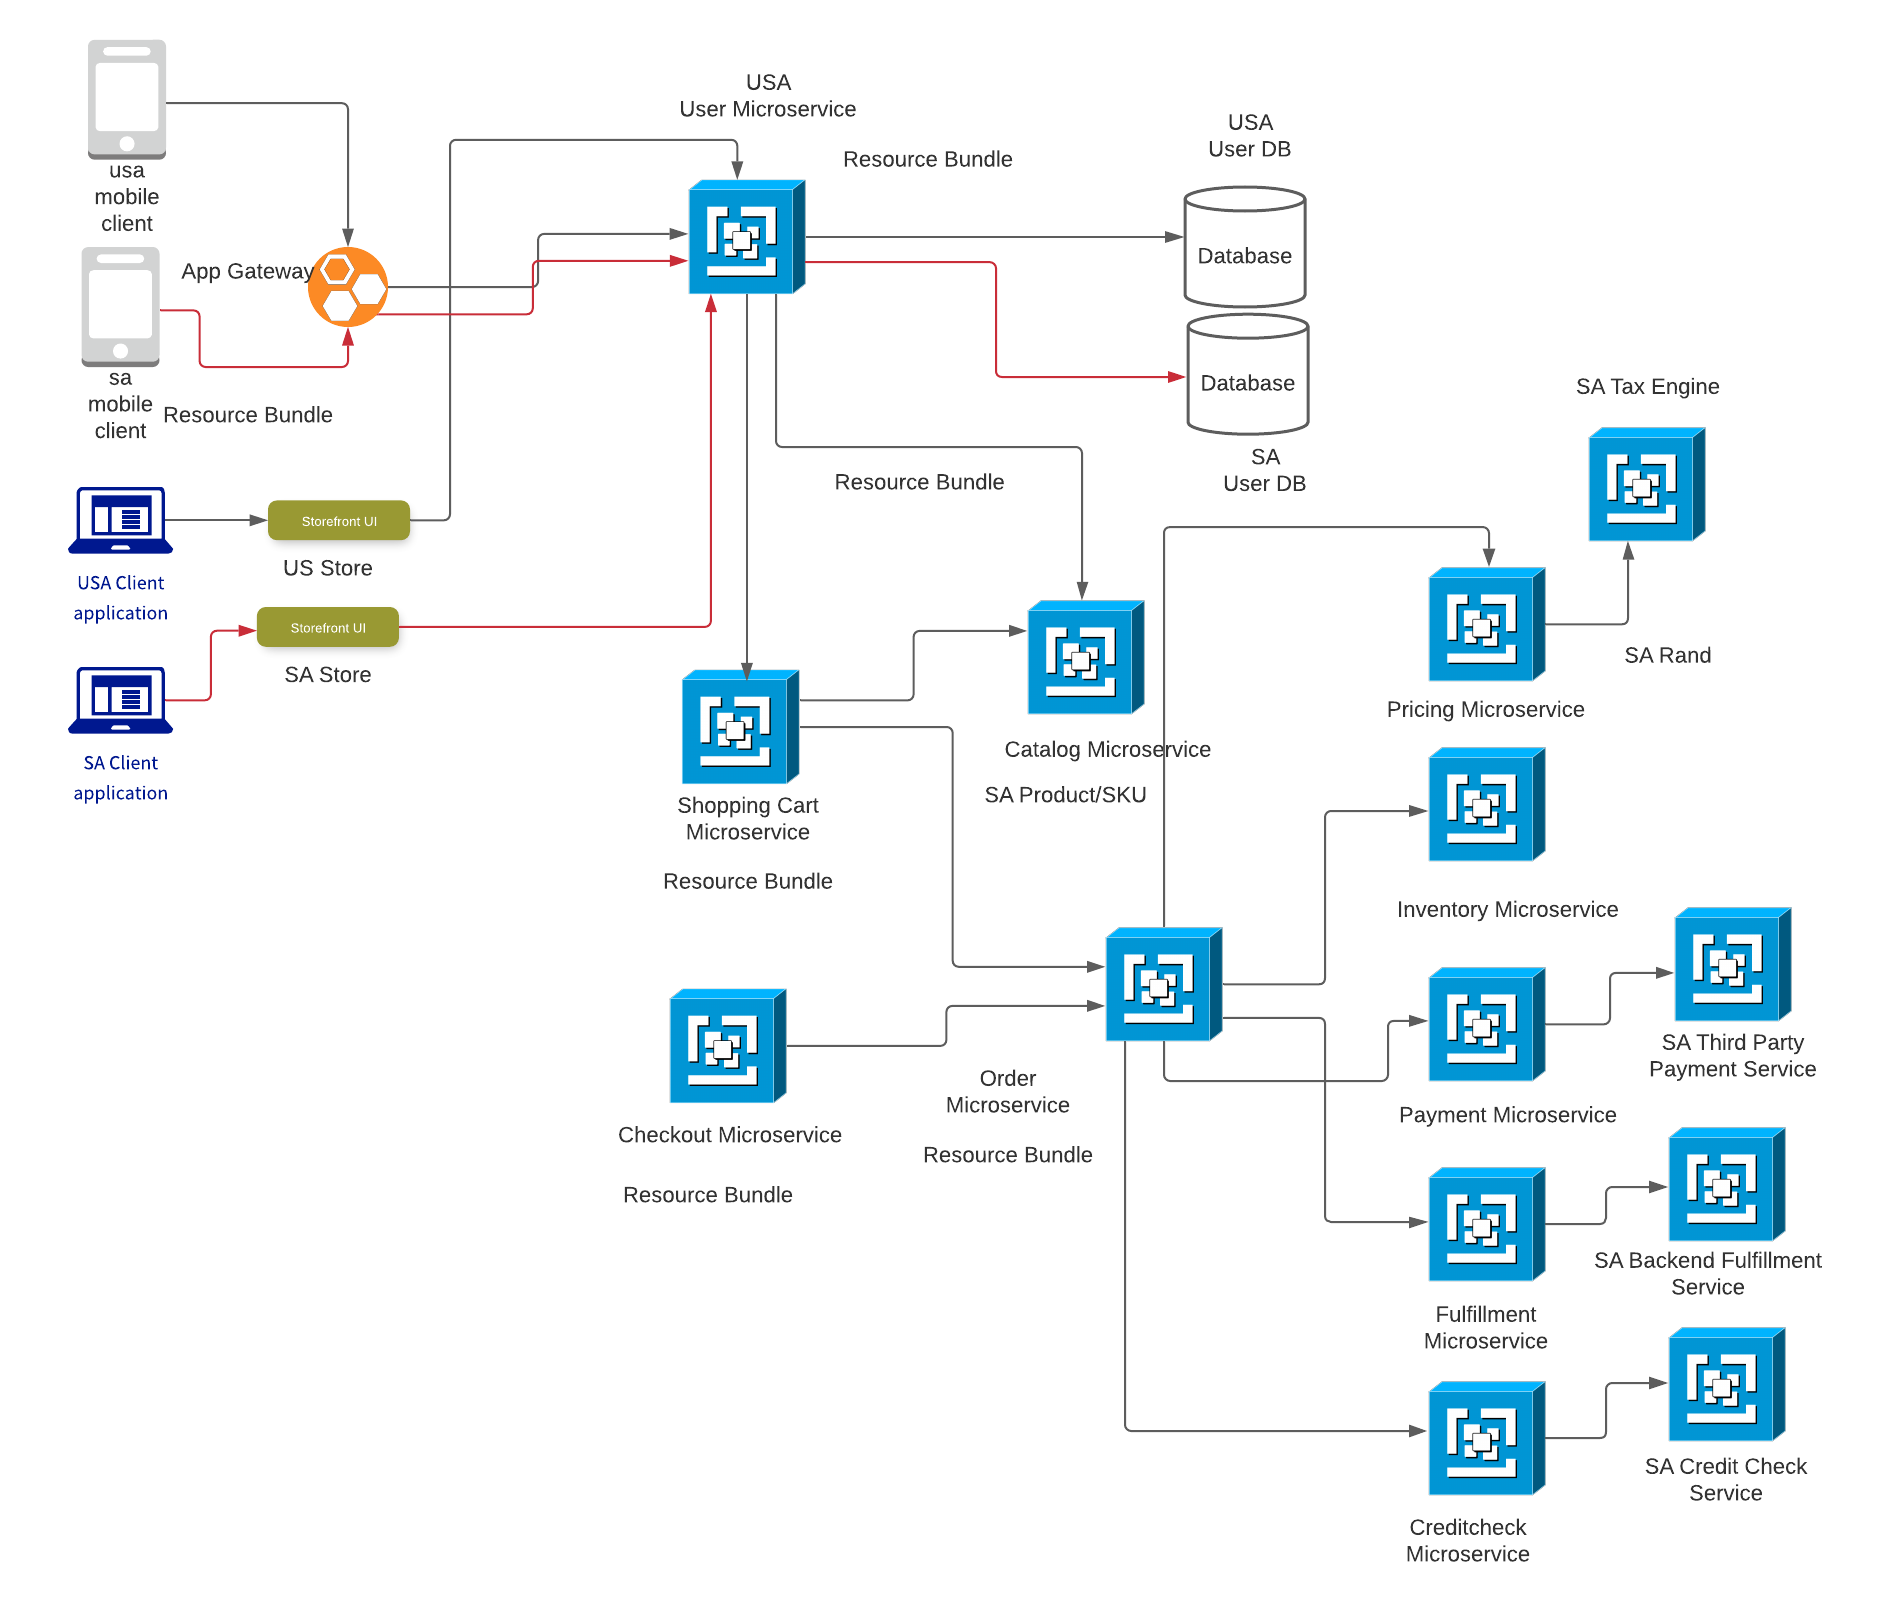 USA
User Microservice
USA
User DB
Resource Bundle
usa
mobile
client
App Gateway
Database
sa
mobile
client
Resource Bundle
Database
SA Tax Engine
SA
User DB
Resource Bundle
Storefront UI
US Store
USA Client
application
Storefront UI
SA Store
SA Rand
Pricing Microservice
SA Client
application
Catalog Microservice
SA Product/SKU
Shopping Cart
Microservice
Resource Bundle
Inventory Microservice
SA Third Party
Payment Service
Order
Microservice
Resource Bundle
Payment Microservice
Checkout Microservice
Resource Bundle
SA Backend Fulfillment
Service
Fulfillment
Microservice
SA Credit Check
Service
Creditcheck
Microservice